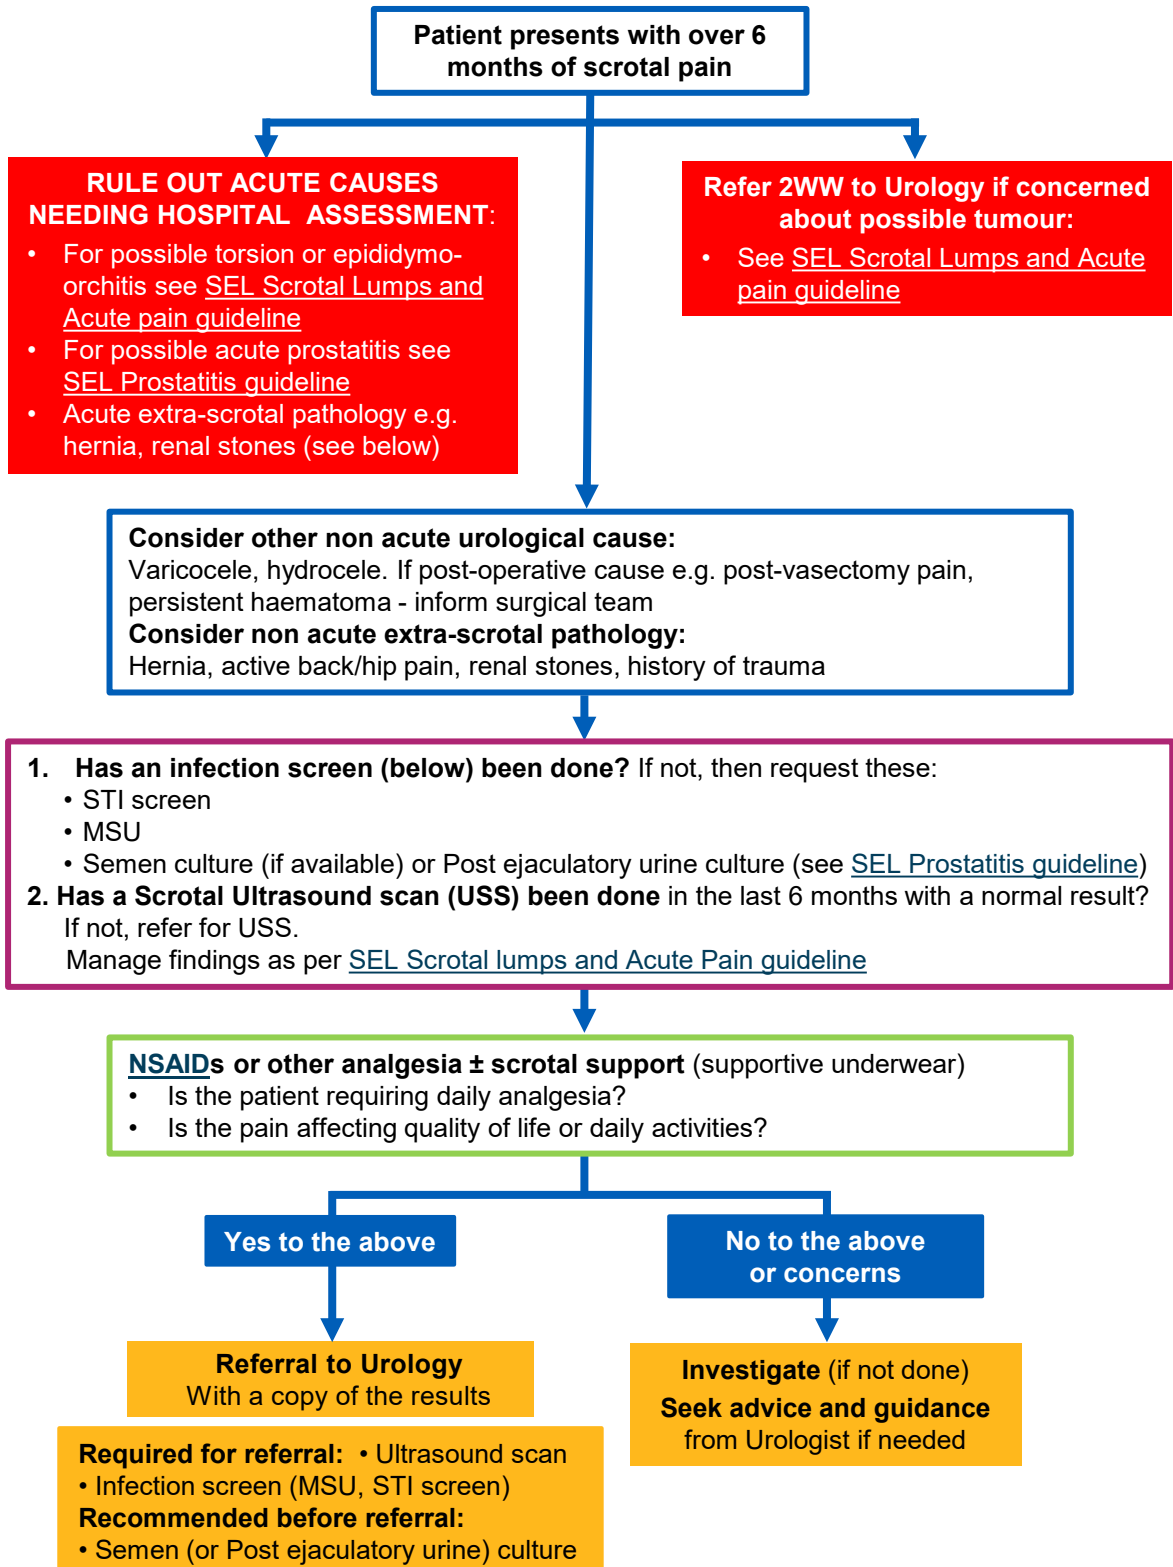 Patient presents with over 6
months of scrotal pain
RULE OUT ACUTE CAUSES
NEEDING HOSPITAL ASSESSMENT:
• For possible torsion or epididymo-
orchitis see SEL Scrotal Lumps and
Acute pain guideline
• For possible acute prostatitis see
SEL Prostatitis guideline
• Acute extra-scrotal pathology e.g.
hernia, renal stones (see below)
Refer 2WW to Urology if concerned
about possible tumour:
• See SEL Scrotal Lumps and Acute
pain guideline
Consider other non acute urological cause:
Varicocele, hydrocele. If post-operative cause e.g. post-vasectomy pain,
persistent haematoma - inform surgical team
Consider non acute extra-scrotal pathology:
Hernia, active back/hip pain, renal stones, history of trauma
1. Has an infection screen (below) been done? If not, then request these:
• STI screen
• MSU
• Semen culture (if available) or Post ejaculatory urine culture (see SEL Prostatitis guideline)
2. Has a Scrotal Ultrasound scan (USS) been done in the last 6 months with a normal result?
If not, refer for USS.
Manage findings as per SEL Scrotal lumps and Acute Pain guideline
NSAIDs or other analgesia ± scrotal support (supportive underwear)
• Is the patient requiring daily analgesia?
• Is the pain affecting quality of life or daily activities?
Yes to the above
No to the above
or concerns
Referral to Urology
With a copy of the results
Required for referral: • Ultrasound scan
• Infection screen (MSU, STI screen)
Recommended before referral:
• Semen (or Post ejaculatory urine) culture
Investigate (if not done)
Seek advice and guidance
from Urologist if needed